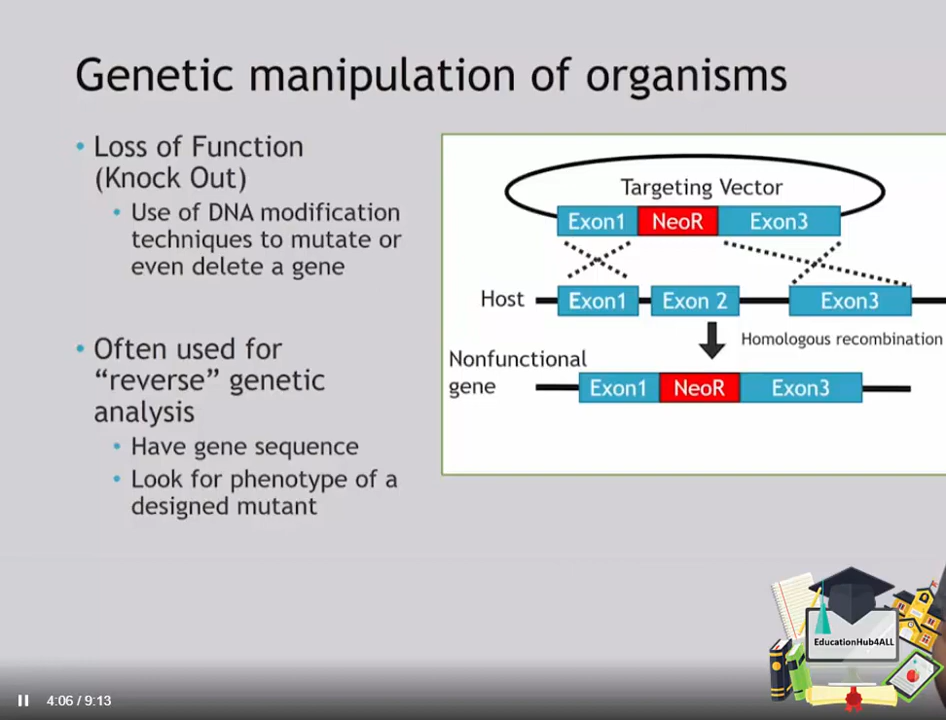 Genetic manipulation of organisms
• Loss of Function
(Knock Out)
• Use of DNA modification
techniques to mutate or
even delete a gene
• Often used for
“reverse” genetic
analysis
• Have gene sequence
• Look for phenotype of a
designed mutant
Targeting Vector
Exon1 NeoR Exon3
Host Exon1 Exon 2 Exon3
Homologous recombination
Nonfunctional
gene
Exon1 NeoR Exon3
EducationHub4ALL
4:06 / 9:13